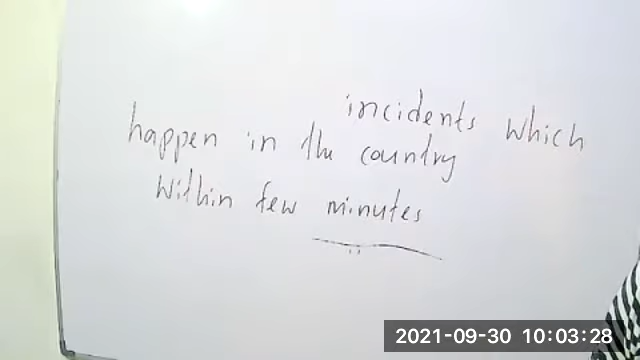 incidents which
happen in the country
within few minutes
2021-09-30 10:03:28